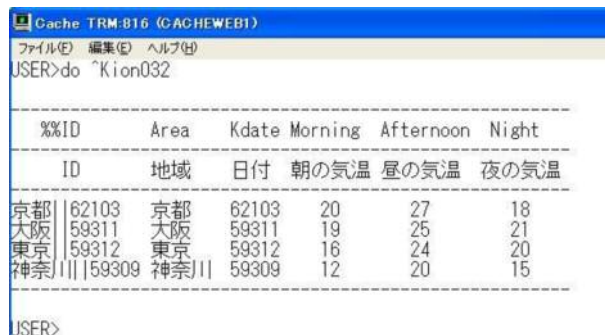 Cache TRM:816 (CACHEWEB1)
ファイル(F) 編集(E) ヘルプ(H)
USER>do ^Kion032
--------------------------------------------------------------
%%ID Area Kdate Morning Afternoon Night
--------------------------------------------------------------
ID 地域 日付 朝の気温 昼の気温 夜の気温
--------------------------------------------------------------
京都||62103 京都 62103 20 27 18
大阪||59311 大阪 59311 19 25 21
東京||59312 東京 59312 16 24 20
神奈川||59309 神奈川 59309 12 20 15
--------------------------------------------------------------
USER>